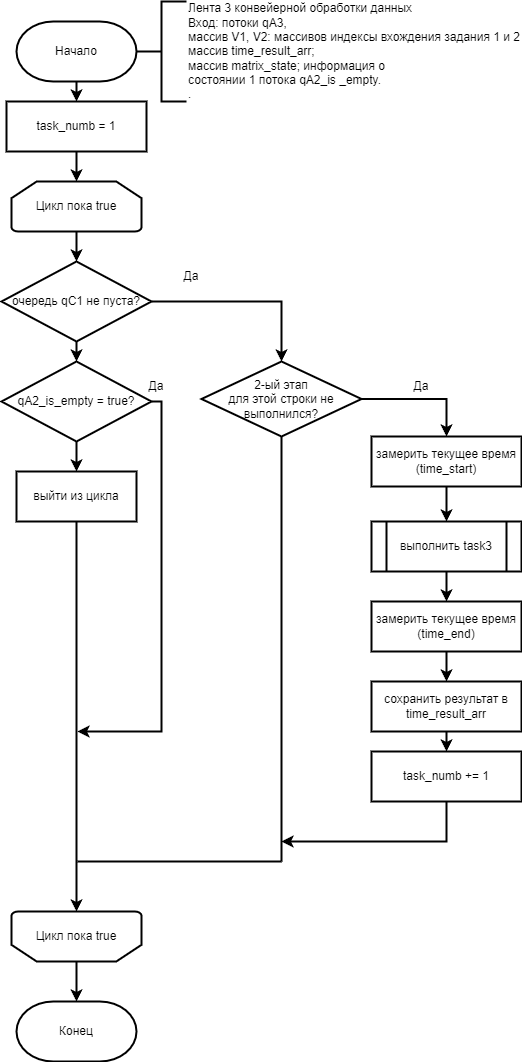 Лента 3 конвейерной обработки данных
Вход: потоки qA3,
массив V1, V2: массивов индексы вхождения задания 1 и 2
массив time_result_arr;
массив matrix_state; информация о
состоянии 1 потока qA2_is _empty.
.
Начало
task_numb = 1
Цикл пока true
очередь qC1 не пуста?
Да
qA2_is_empty = true?
Да
2-ый этап
для этой строки не
выполнился?
Да
выйти из цикла
замерить текущее время
(time_start)
выполнить task3
замерить текущее время
(time_end)
сохранить результат в
time_result_arr
task_numb += 1
Цикл пока true
Конец